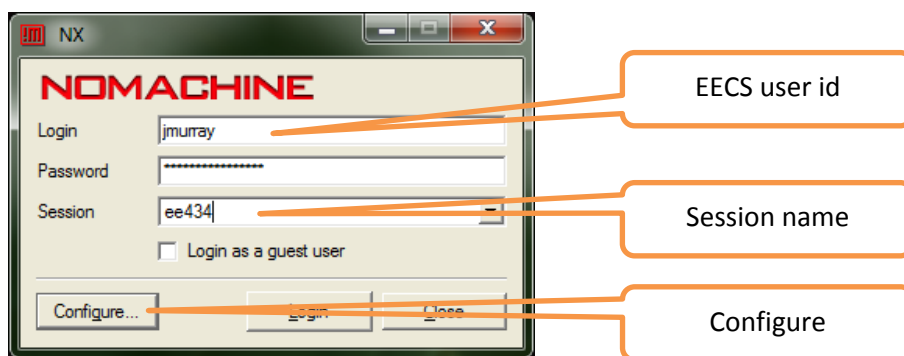 NX
NOMACHINE
Login jmurray
EECS user id
Password ****************
Session ee434
Session name
Login as a guest user
Configure... Login Close
Configure